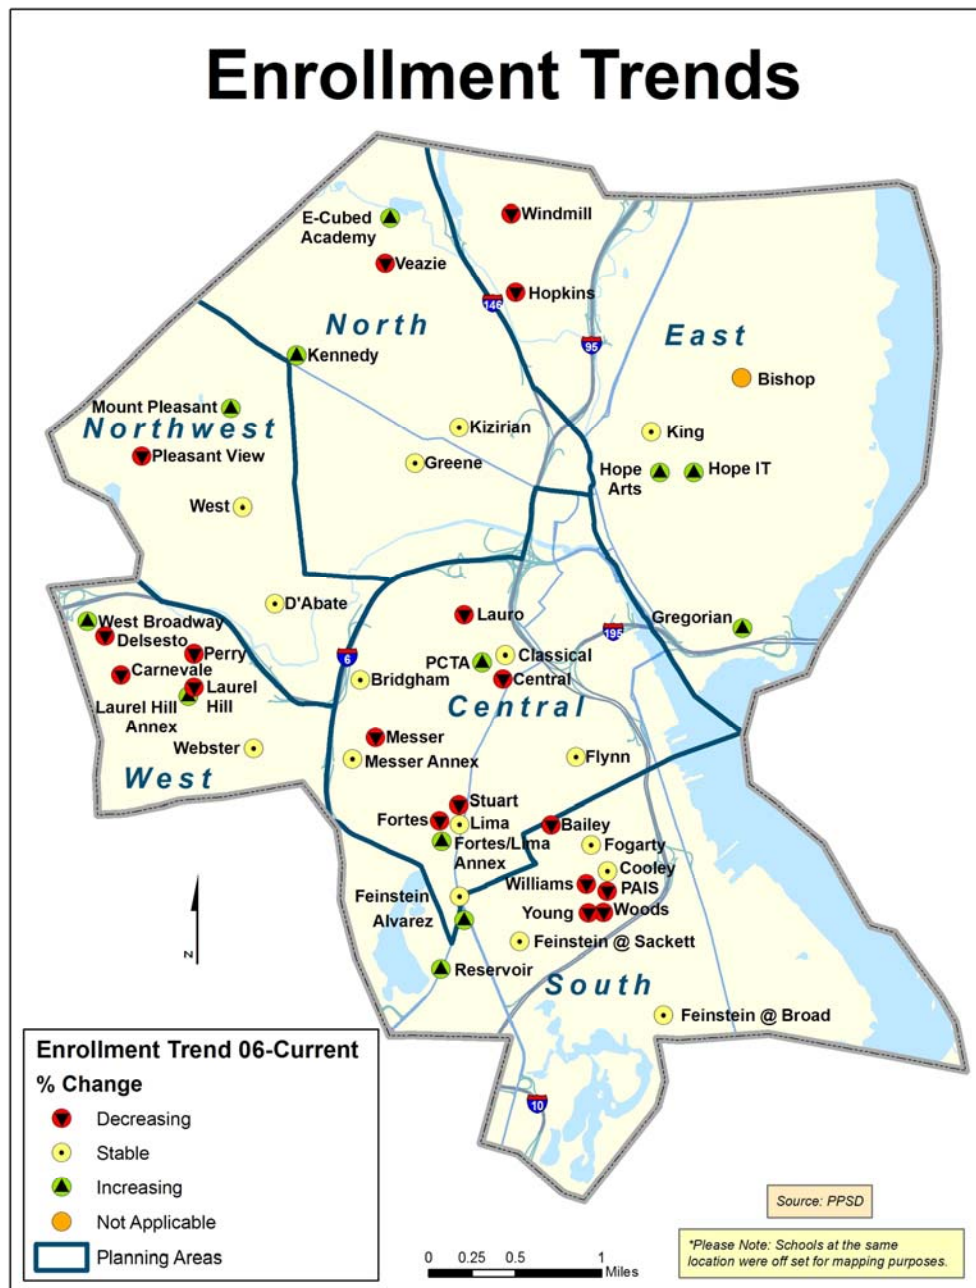 Enrollment Trends
E-Cubed
Academy
Windmill
Veazie
Hopkins
146
North
95
East
Kennedy
Bishop
Mount Pleasant
Northwest
Kizirian
King
Pleasant View
Greene
Hope
Arts
Hope IT
West
D'Abate
Lauro
Gregorian
West Broadway
Delsesto
195
Perry
6
PCTA
Classical
Carnevale
Bridgham
Central
Laurel
Hill
Laurel Hill
Annex
Central
Messer
Webster
Messer Annex
Flynn
West
Stuart
Fortes
Lima
Bailey
Fortes/Lima
Annex
Fogarty
Cooley
Williams
PAIS
Feinstein
Young
Woods
Alvarez
Feinstein @ Sackett
Reservoir
South
Feinstein @ Broad
N
10
Enrollment Trend 06-Current
% Change
Decreasing
Stable
Increasing
Not Applicable
Planning Areas
0 0.25 0.5 1
Miles
Source: PPSD
*Please Note: Schools at the same
location were off set for mapping purposes.